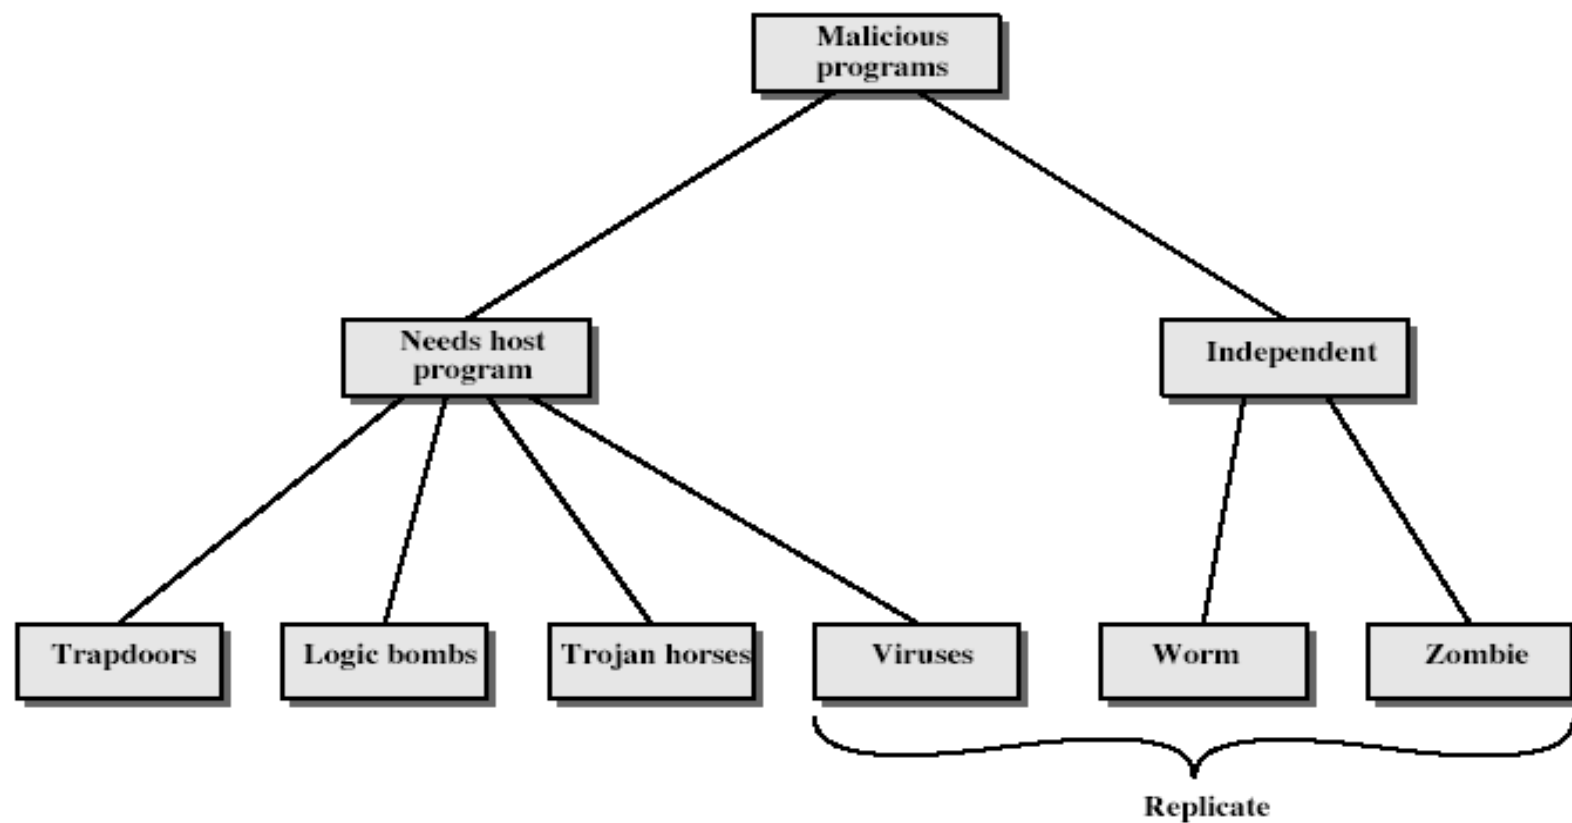 Malicious
programs
Needs host
program
Independent
Trapdoors
Logic bombs
Trojan horses
Viruses
Worm
Zombie
Replicate